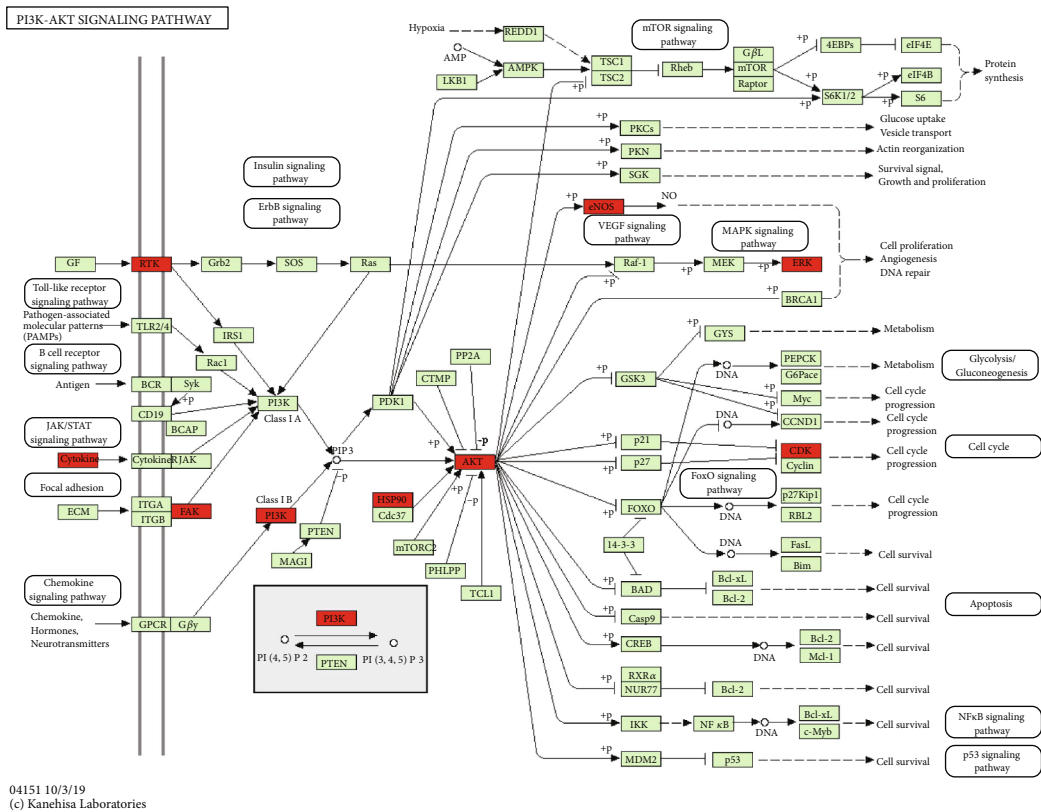 PI3K-AKT SIGNALING PATHWAY
Hypoxia
REDD1
AMP
LKB1
AMPK
TSC1
TSC2
+p
Rheb
mTOR signaling
pathway
GβL
mTOR
Raptor
+p
4EBPs
eIF4E
+p
S6K1/2
+p
+p
+p
eIF4B
S6
Protein
synthesis
+p
PKCs
Glucose uptake
Vesicle transport
+p
PKN
Actin reorganization
+p
SGK
Survival signal,
Growth and proliferation
Insulin signaling
pathway
ErbB signaling
pathway
+p
eNOS
NO
VEGF signaling
pathway
MAPK signaling
pathway
GF
RTK
Grb2
SOS
Ras
Raf-1
+p
+p
MEK
+p
ERK
+p
BRCA1
Cell proliferation
Angiogenesis
DNA repair
Toll-like receptor
signaling pathway
Pathogen-associated
molecular patterns
(PAMPs)
TLR2/4
IRS1
Rac1
B cell receptor
signaling pathway
Antigen
BCR
Syk
+p
CD19
BCAP
PI3K
Class I A
JAK/STAT
signaling pathway
Cytokine
CytokineR
JAK
Focal adhesion
ECM
ITGA
ITGB
FAK
Class I B
PI3K
PIP3
-p
PTEN
MAGI
PDK1
CTMP
PP2A
+p
-p
AKT
HSP90
Cdc37
+p
-p
mTORC2
PHLPP
TCL1
Chemokine
signaling pathway
Chemokine,
Hormones,
Neurotransmitters
GPCR
Gβγ
PI3K
PI (4, 5) P 2
PI (3, 4, 5) P 3
PTEN
+p
GYS
Metabolism
+p
GSK3
DNA
PEPCK
G6Pace
Metabolism
Glycolysis/
Gluconeogenesis
+p
Myc
Cell cycle
progression
+p
DNA
CCND1
Cell cycle
progression
+p
p21
+p
p27
CDK
Cyclin
Cell cycle
progression
Cell cycle
FoxO signaling
pathway
+p
FOXO
DNA
p27Kip1
RBL2
Cell cycle
progression
14-3-3
DNA
FasL
Bim
Cell survival
+p
BAD
Bcl-xL
Bcl-2
Cell survival
Apoptosis
+p
Casp9
Cell survival
+p
CREB
DNA
Bcl-2
Mcl-1
Cell survival
+p
RXRα
NUR77
Bcl-2
Cell survival
+p
IKK
NF κB
DNA
Bcl-xL
c-Myb
Cell survival
NFκB signaling
pathway
+p
MDM2
p53
Cell survival
p53 signaling
pathway
04151 10/3/19
(c) Kanehisa Laboratories